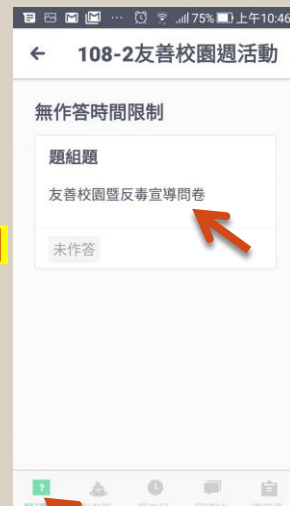 75% 上午10:46
108-2友善校園週活動
無作答時間限制
題組題
友善校園暨反毒宣導問卷
未作答